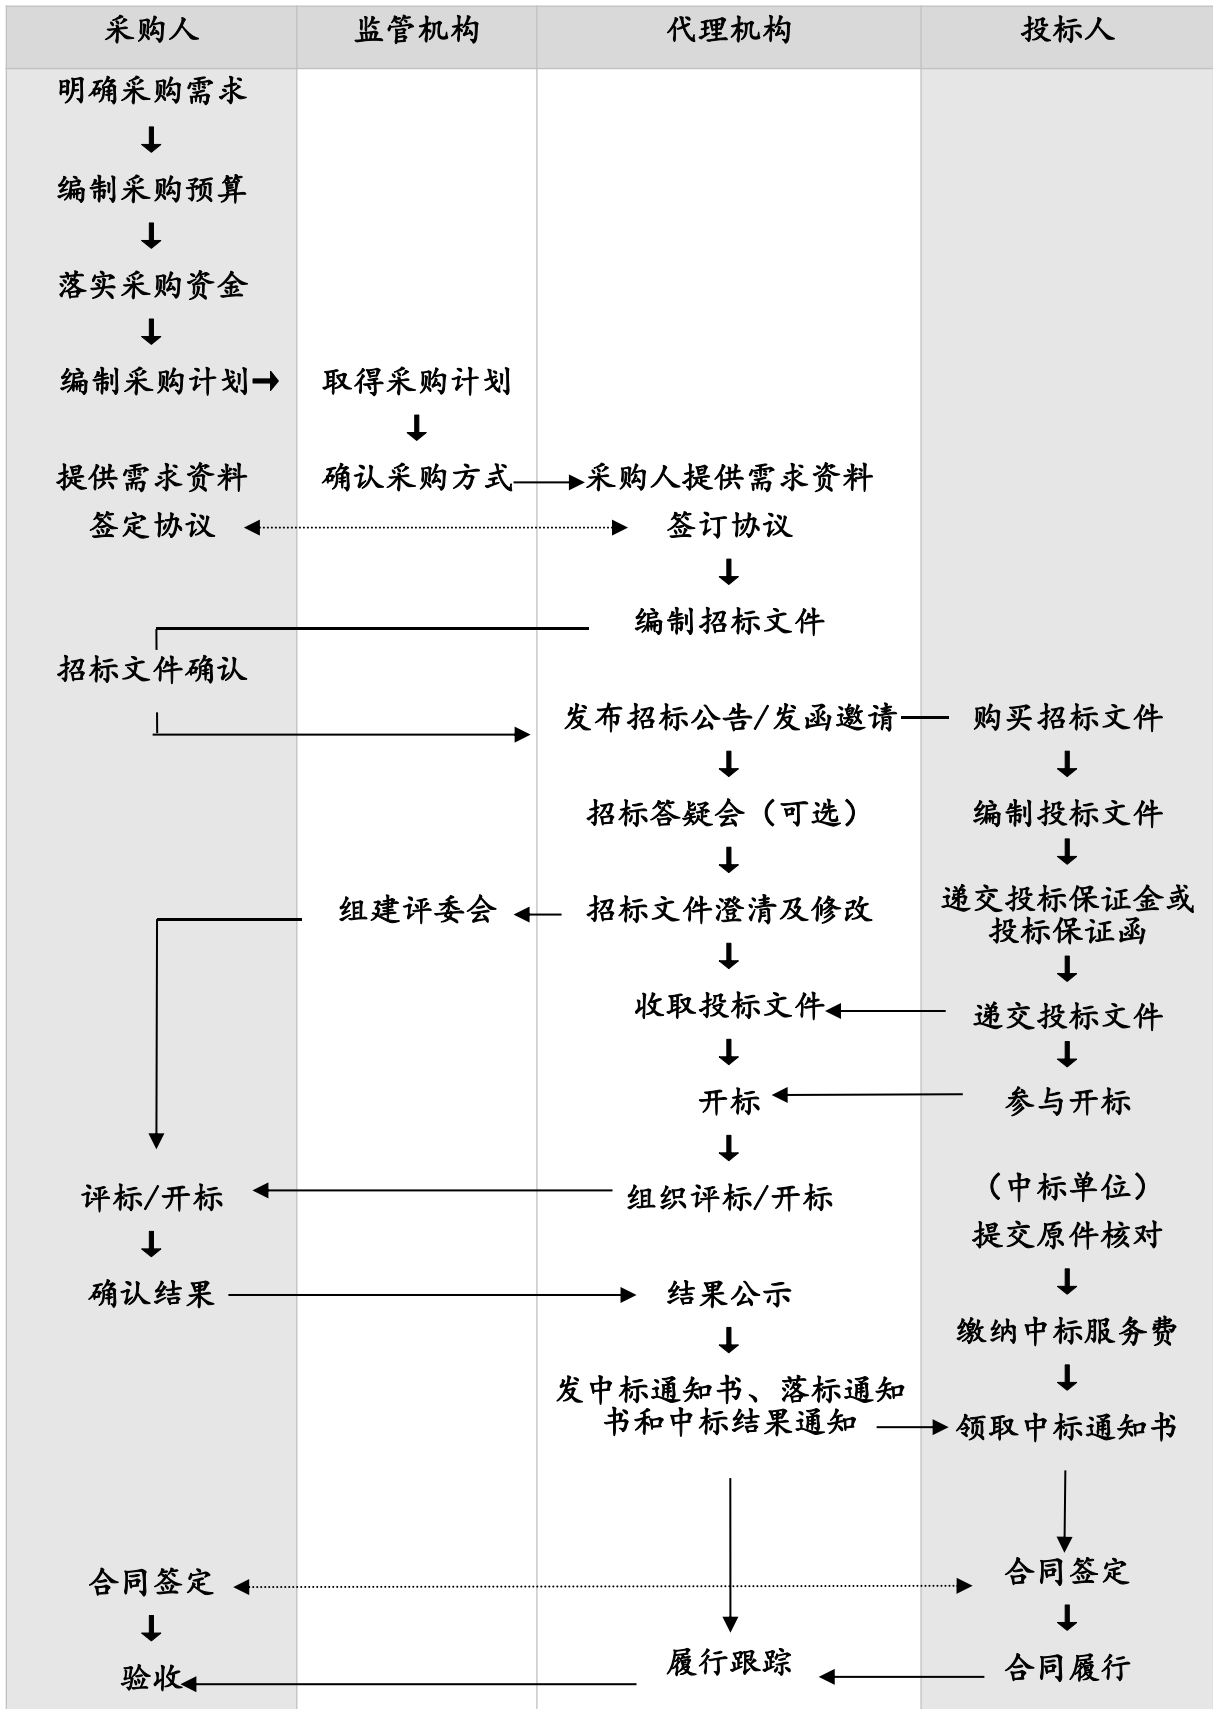 采购人
监管机构
代理机构
投标人
明确采购需求
编制采购预算
落实采购资金
编制采购计划
取得采购计划
提供需求资料
确认采购方式
采购人提供需求资料
签定协议
签订协议
编制招标文件
招标文件确认
发布招标公告/发函邀请
购买招标文件
招标答疑会（可选）
编制投标文件
组建评委会
招标文件澄清及修改
递交投标保证金或
投标保证函
收取投标文件
递交投标文件
开标
参与开标
评标/开标
组织评标/开标
（中标单位）
提交原件核对
确认结果
结果公示
缴纳中标服务费
发中标通知书、落标通知
书和中标结果通知
领取中标通知书
合同签定
合同签定
验收
履行跟踪
合同履行